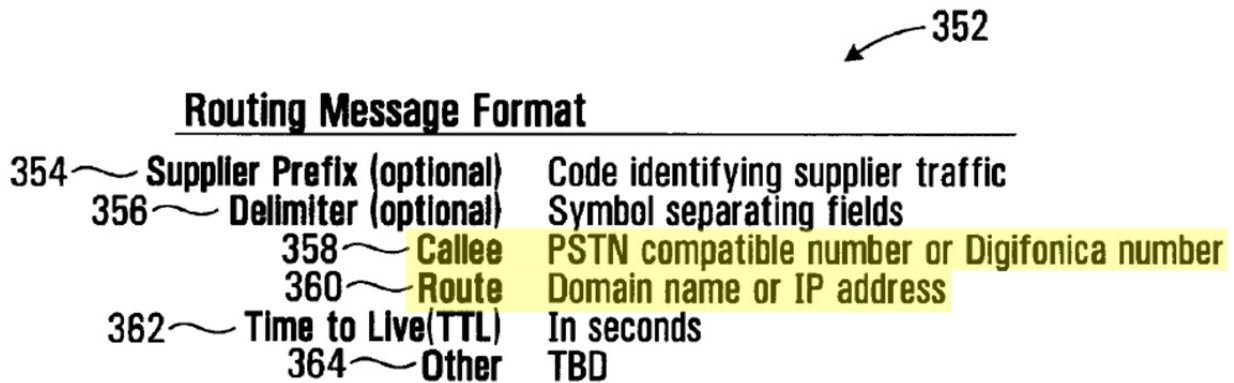 352
Routing Message Format
354 Supplier Prefix (optional) Code identifying supplier traffic
356 Delimiter (optional) Symbol separating fields
358 Callee PSTN compatible number or Digifonica number
360 Route Domain name or IP address
362 Time to Live(TTL) In seconds
364 Other TBD